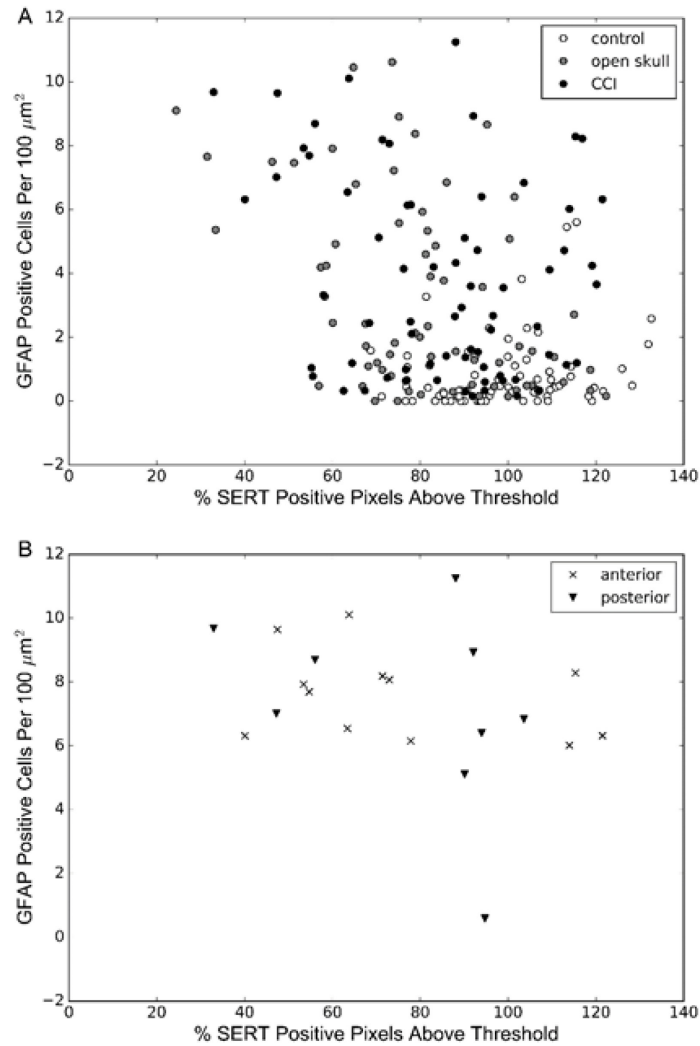 A
12
10
8
6
4
2
0
−2
GFAP Positive Cells Per 100 μm²
control
open skull
CCI
0 20 40 60 80 100 120 140
% SERT Positive Pixels Above Threshold
B
12
10
8
6
4
2
0
−2
GFAP Positive Cells Per 100 μm²
anterior
posterior
0 20 40 60 80 100 120 140
% SERT Positive Pixels Above Threshold